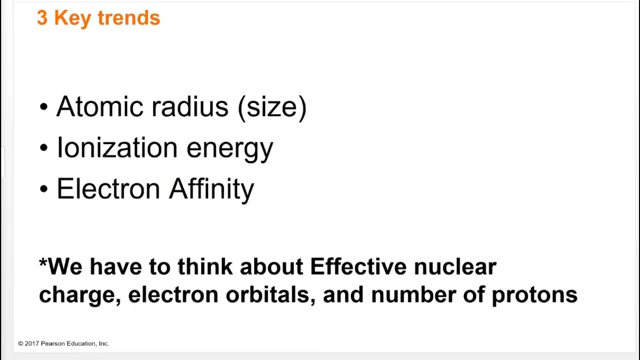 3 Key trends
• Atomic radius (size)
• Ionization energy
• Electron Affinity
*We have to think about Effective nuclear
charge, electron orbitals, and number of protons
© 2017 Pearson Education, Inc.